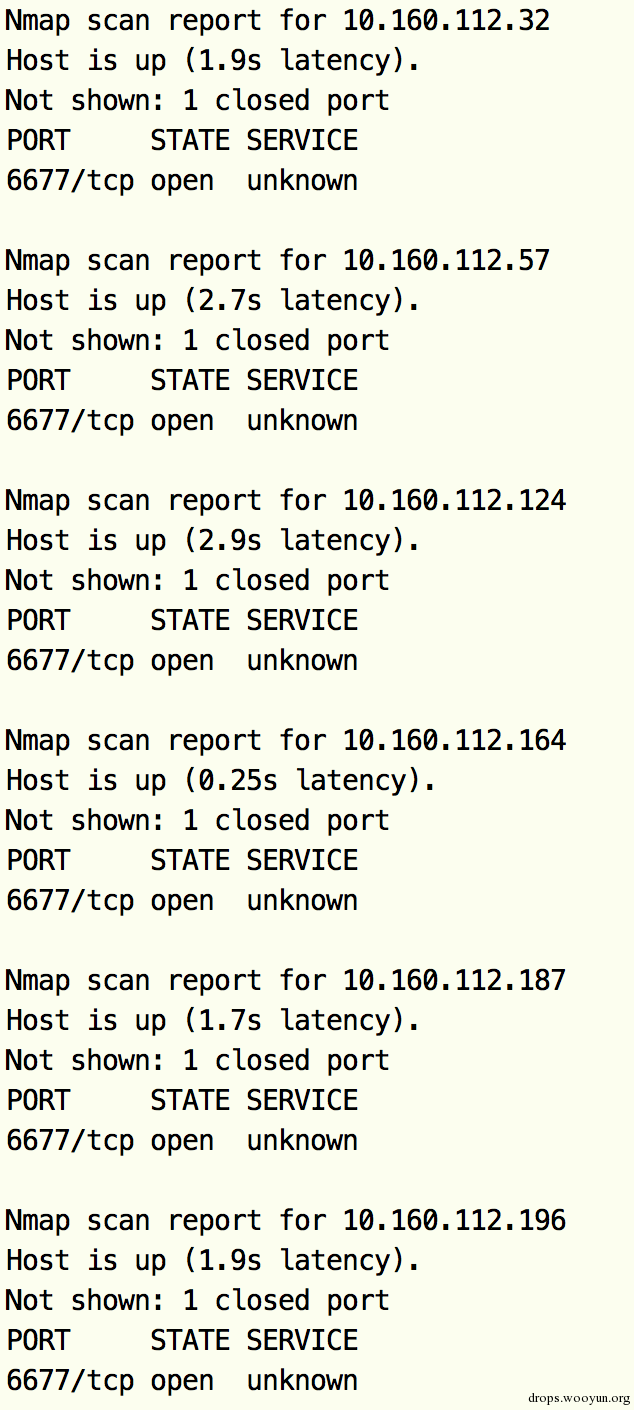 Nmap scan report for 10.160.112.32
Host is up (1.9s latency).
Not shown: 1 closed port
PORT     STATE SERVICE
6677/tcp open  unknown

Nmap scan report for 10.160.112.57
Host is up (2.7s latency).
Not shown: 1 closed port
PORT     STATE SERVICE
6677/tcp open  unknown

Nmap scan report for 10.160.112.124
Host is up (2.9s latency).
Not shown: 1 closed port
PORT     STATE SERVICE
6677/tcp open  unknown

Nmap scan report for 10.160.112.164
Host is up (0.25s latency).
Not shown: 1 closed port
PORT     STATE SERVICE
6677/tcp open  unknown

Nmap scan report for 10.160.112.187
Host is up (1.7s latency).
Not shown: 1 closed port
PORT     STATE SERVICE
6677/tcp open  unknown

Nmap scan report for 10.160.112.196
Host is up (1.9s latency).
Not shown: 1 closed port
PORT     STATE SERVICE
6677/tcp open  unknown
drops.wooyun.org